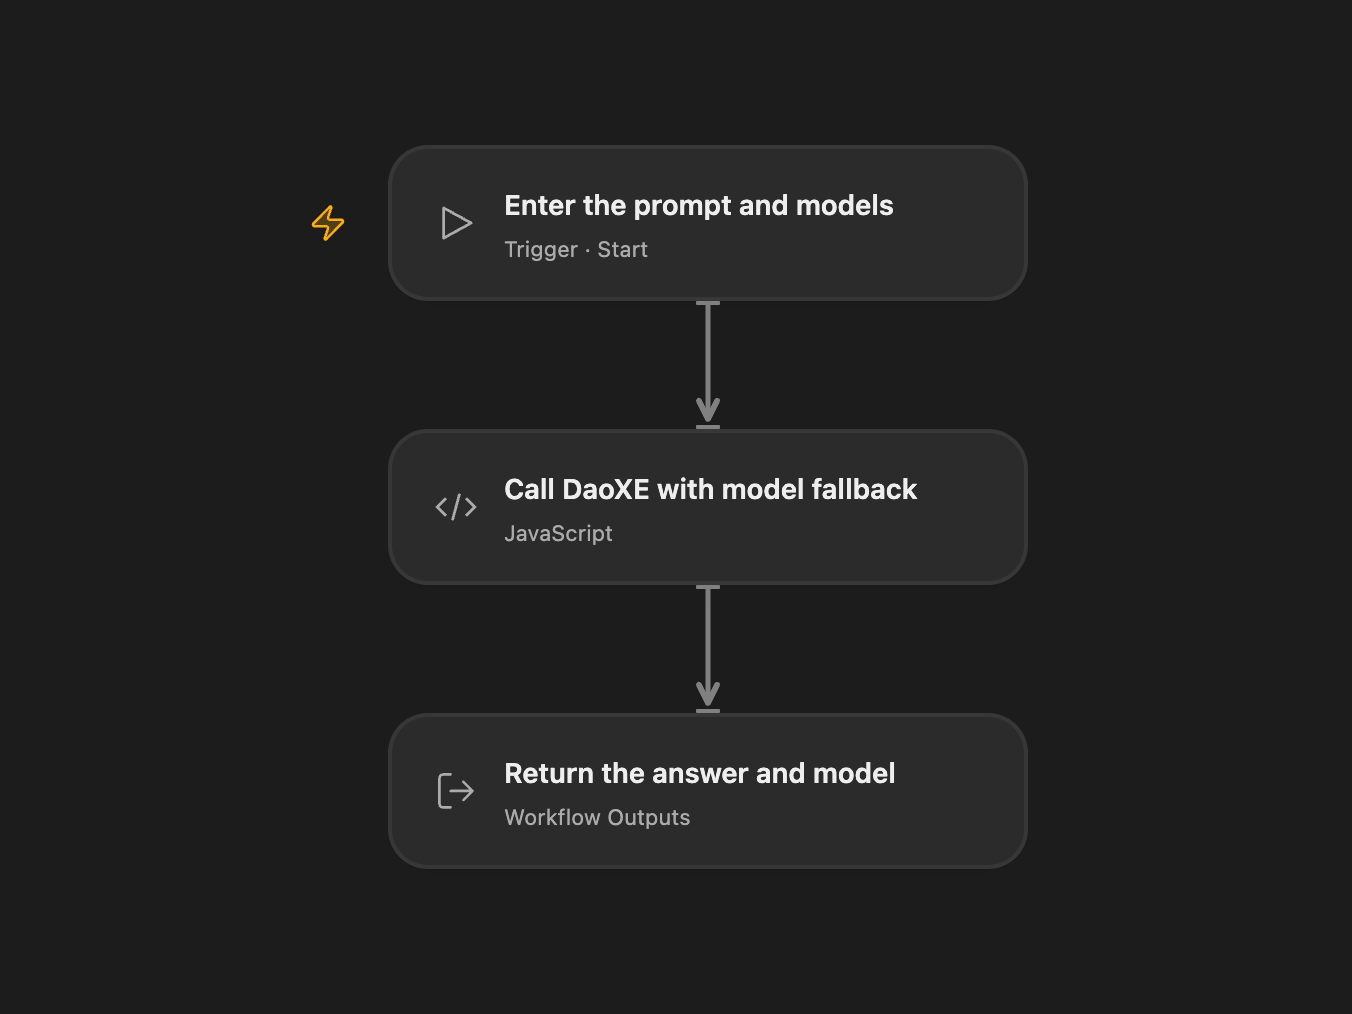 Enter the prompt and models
Trigger · Start
Call DaoXE with model fallback
JavaScript
Return the answer and model
Workflow Outputs